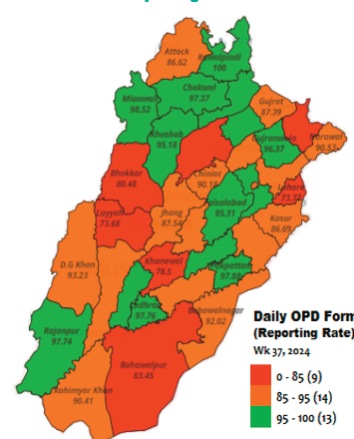 Attock
86.62
Rawalpindi
100
Chakwal
97.37
Mianwali
98.52
Gujrat
87.39
Khushab
95.18
Gujranwala
96.37
Narowal
90.53
Bhakkar
80.48
Chiniot
90.18
Lahore
Faisalabad
95.31
Layyah
73.68
Jhang
87.54
Kasur
86.69
Khanewal
78.5
Pakpattan
D.G Khan
93.23
Lodhran
97.76
Bahawalnagar
92.02
Rajanpur
97.74
Bahawalpur
83.45
Rahimyar Khan
90.41
Daily OPD Form
(Reporting Rate)
Wk 37, 2024
0 - 85 (9)
85 - 95 (14)
95 - 100 (13)